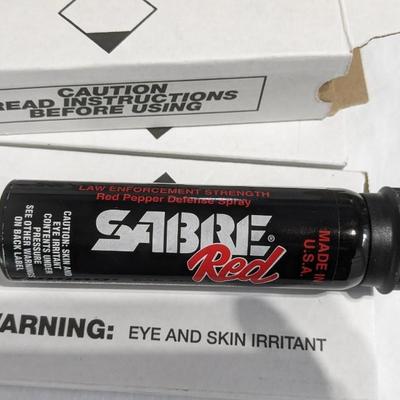 CAUTION
READ INSTRUCTIONS
BEFORE USING
LAW ENFORCEMENT STRENGTH
Red Pepper Defense Spray
SABRE®
Red
MADE IN
U.S.A.
CAUTION: SKIN AND
EYE IRRITANT
CONTENTS UNDER
PRESSURE
SEE OTHER WARNING
ON BACK LABEL
WARNING: EYE AND SKIN IRRITANT